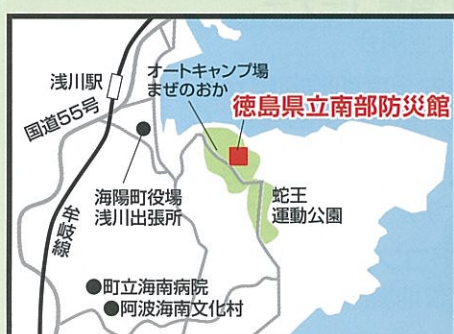 浅川駅
オートキャンプ場
まぜのおか
徳島県立南部防災館
国道55号
海陽町役場
浅川出張所
蛇王
運動公園
牟岐線
●町立海南病院
●阿波海南文化村